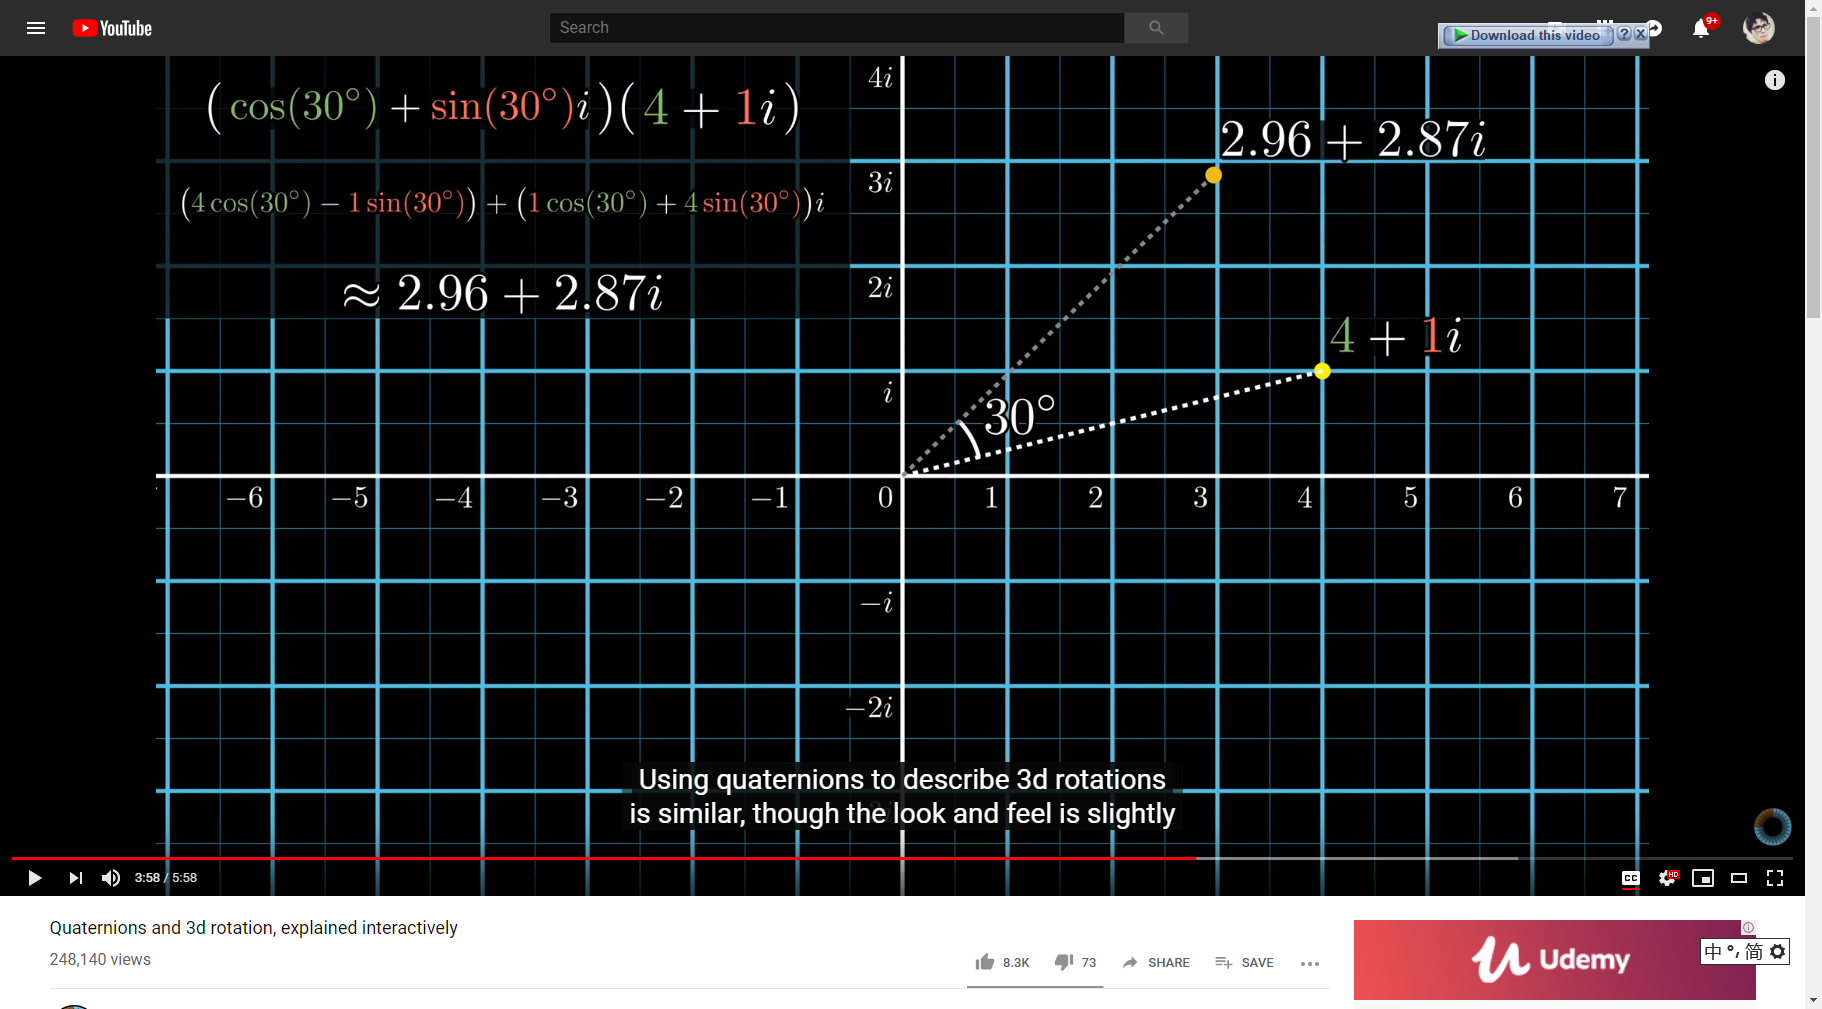 YouTube
Search
Download this video
?
9+
(cos(30°) + sin(30°)i)(4 + 1i)
(4 cos(30°) − 1 sin(30°)) + (1 cos(30°) + 4 sin(30°))i
≈ 2.96 + 2.87i
4i
3i
2i
i
−i
−2i
2.96 + 2.87i
4 + 1i
30°
−6 −5 −4 −3 −2 −1 0 1 2 3 4 5 6 7
Using quaternions to describe 3d rotations
is similar, though the look and feel is slightly
3:58 / 5:58
CC
HD
Quaternions and 3d rotation, explained interactively
248,140 views
8.3K
73
SHARE
SAVE
Udemy
中 °, 简